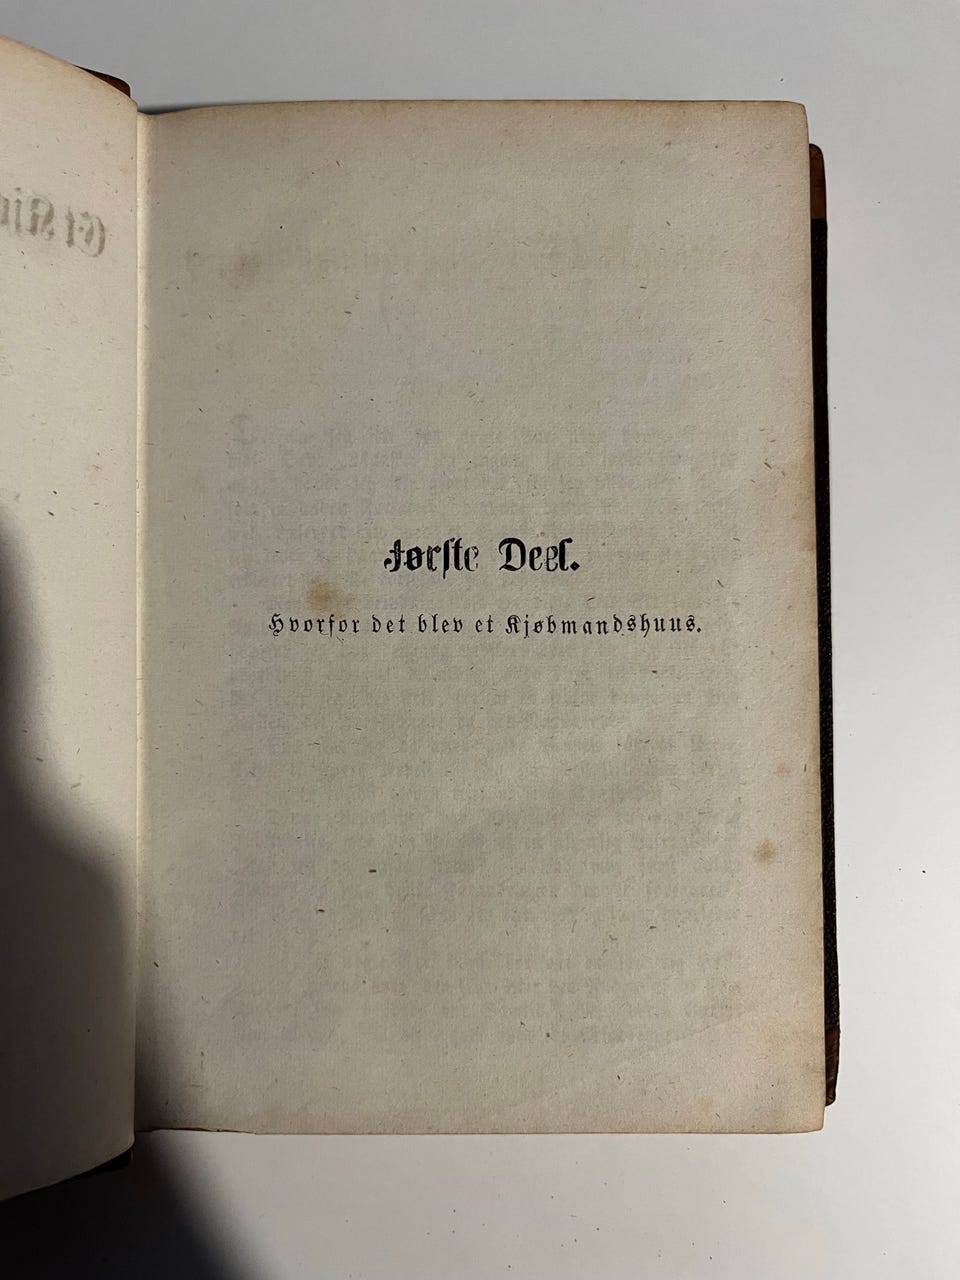 Første Deel.
Hvorfor det blev et Kjøbmandshuus.